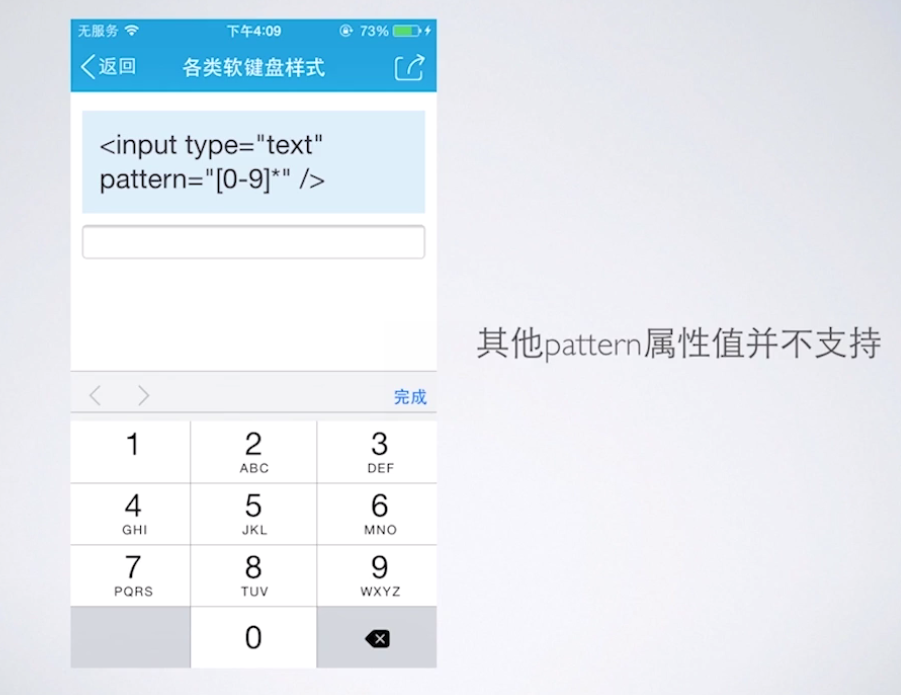 无服务 下午4:09 73%
返回 各类软键盘样式
<input type="text"
pattern="[0-9]*" />
其他pattern属性值并不支持
完成
1 2 3
ABC DEF
4 5 6
GHI JKL MNO
7 8 9
PQRS TUV WXYZ
0